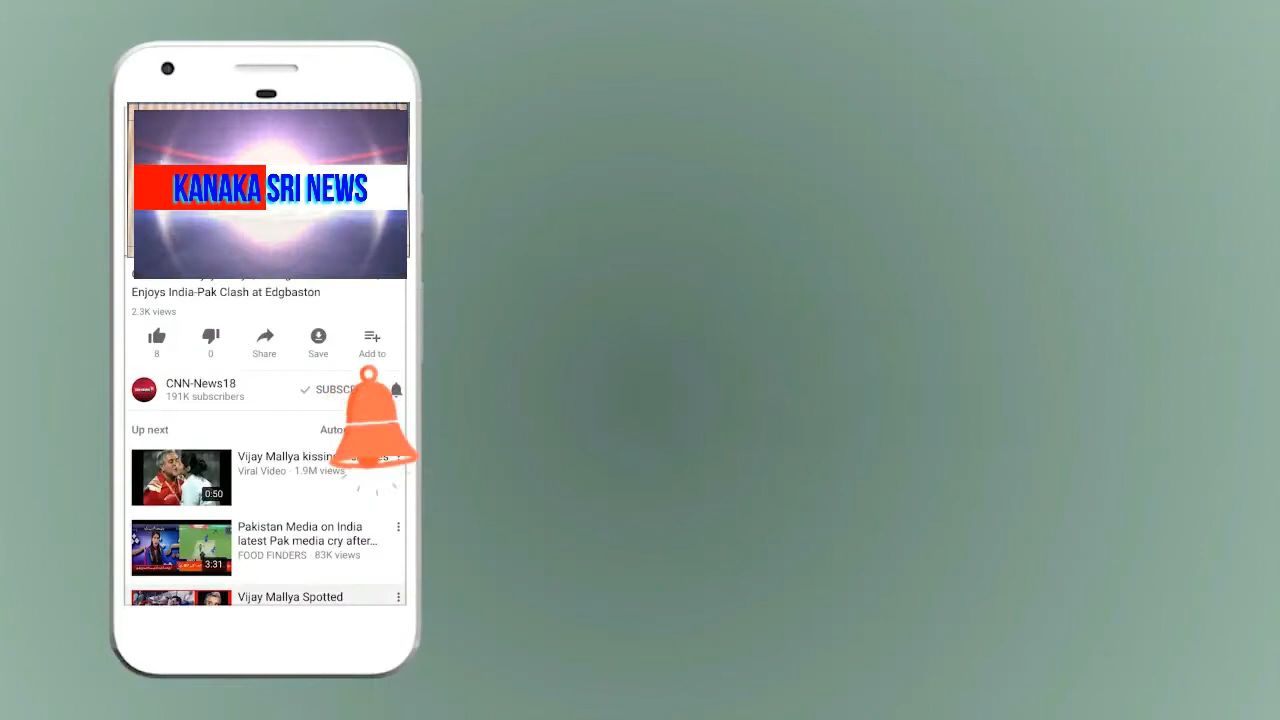 KANAKA SRI NEWS
Enjoys India-Pak Clash at Edgbaston
2.3K views
8
0
Share
Save
Add to
CNN-News18
191K subscribers
Up next
Vijay Mallya
Viral Video · 1.9M views
0:50
Pakistan Media on India
latest Pak media cry after...
FOOD FINDERS · 83K views
3:31
Vijay Mallya Spotted